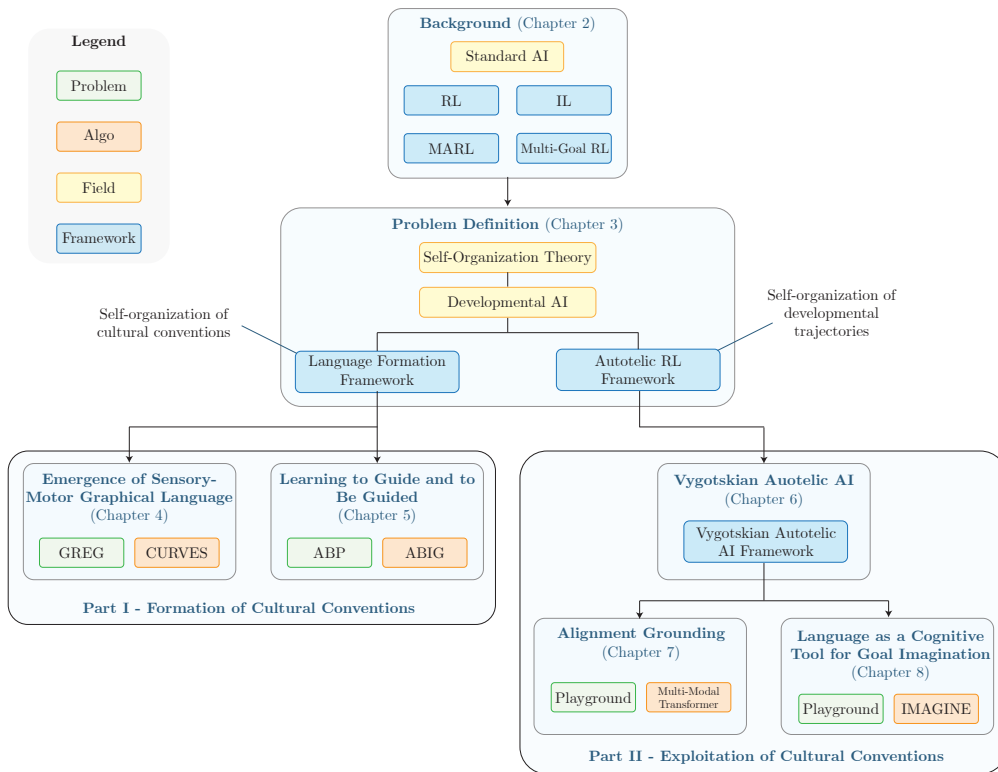 Legend
Problem
Algo
Field
Framework
Background (Chapter 2)
Standard AI
RL
IL
MARL
Multi-Goal RL
Problem Definition (Chapter 3)
Self-Organization Theory
Developmental AI
Self-organization of
cultural conventions
Self-organization of
developmental
trajectories
Language Formation
Framework
Autotelic RL
Framework
Emergence of Sensory-
Motor Graphical Language
(Chapter 4)
GREG
CURVES
Learning to Guide and to
Be Guided
(Chapter 5)
ABP
ABIG
Part I - Formation of Cultural Conventions
Vygotskian Auotelic AI
(Chapter 6)
Vygotskian Autotelic
AI Framework
Alignment Grounding
(Chapter 7)
Playground
Multi-Modal
Transformer
Language as a Cognitive
Tool for Goal Imagination
(Chapter 8)
Playground
IMAGINE
Part II - Exploitation of Cultural Conventions